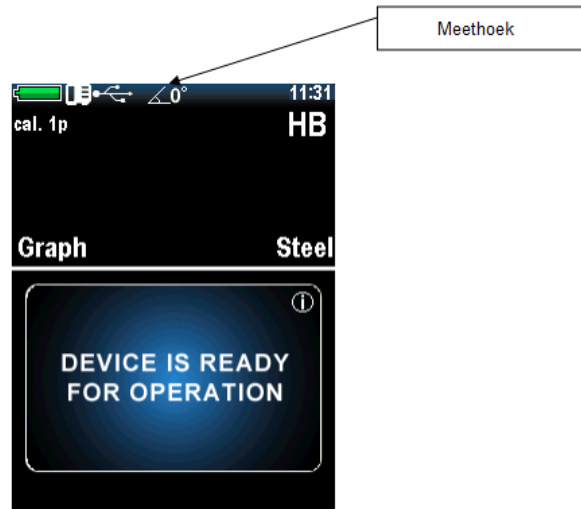 Meethoek
0° 11:31
cal. 1p HB
Graph Steel
DEVICE IS READY
FOR OPERATION